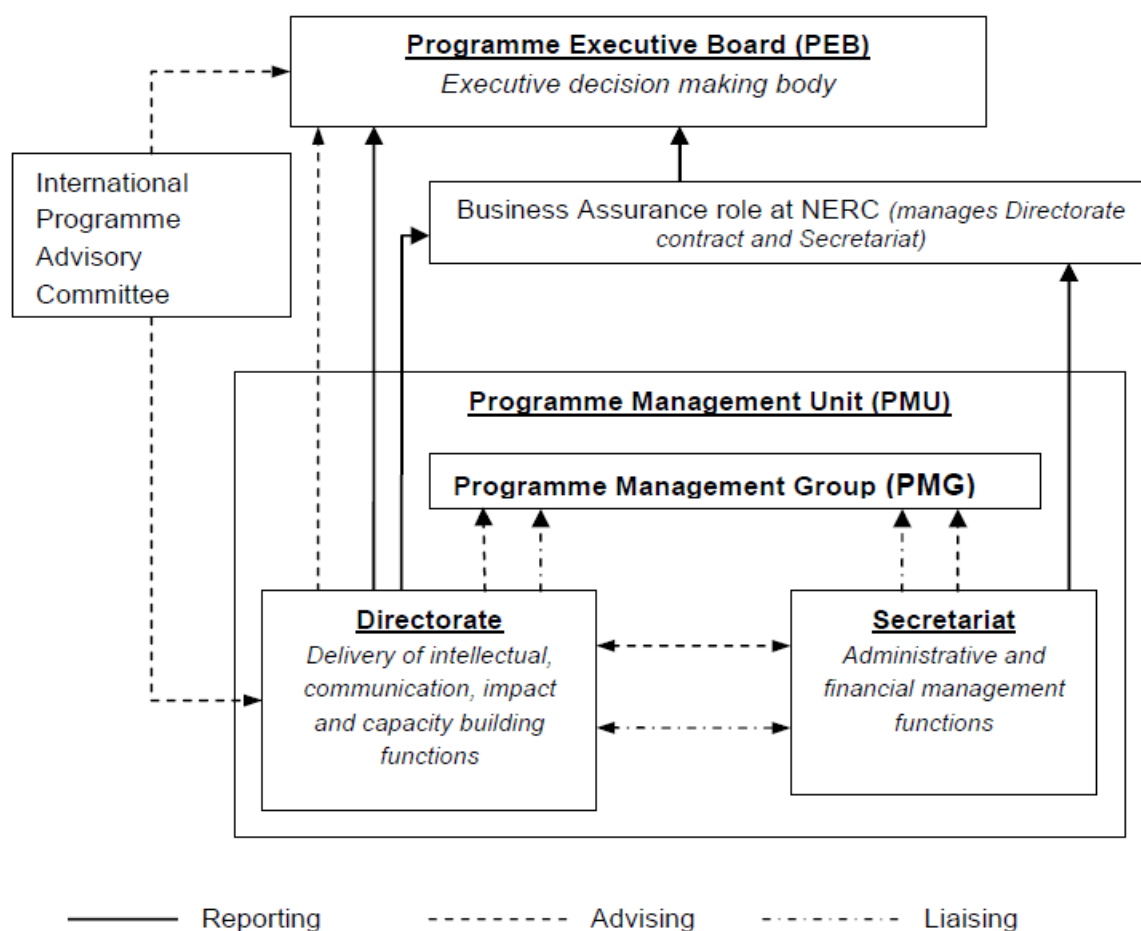 Programme Executive Board (PEB)
Executive decision making body
International
Programme
Advisory
Committee
Business Assurance role at NERC (manages Directorate
contract and Secretariat)
Programme Management Unit (PMU)
Programme Management Group (PMG)
Directorate
Delivery of intellectual,
communication, impact
and capacity building
functions
Secretariat
Administrative and
financial management
functions
Reporting
Advising
Liaising